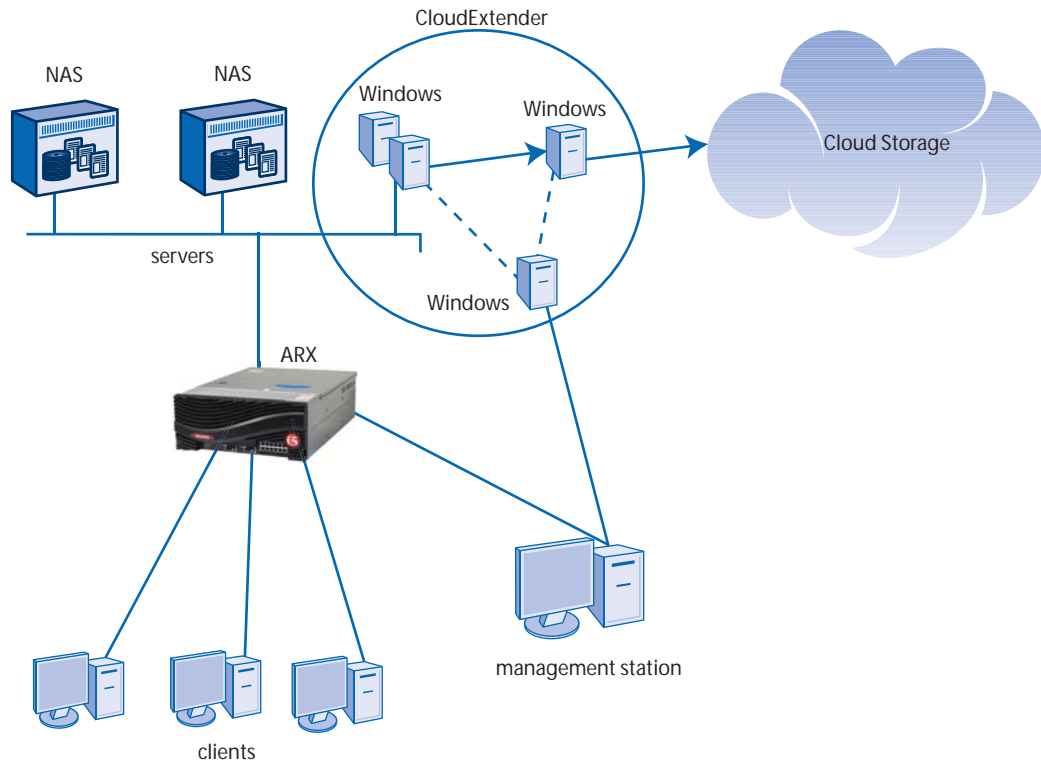 CloudExtender
NAS
NAS
Windows
Windows
Cloud Storage
servers
Windows
ARX
management station
clients